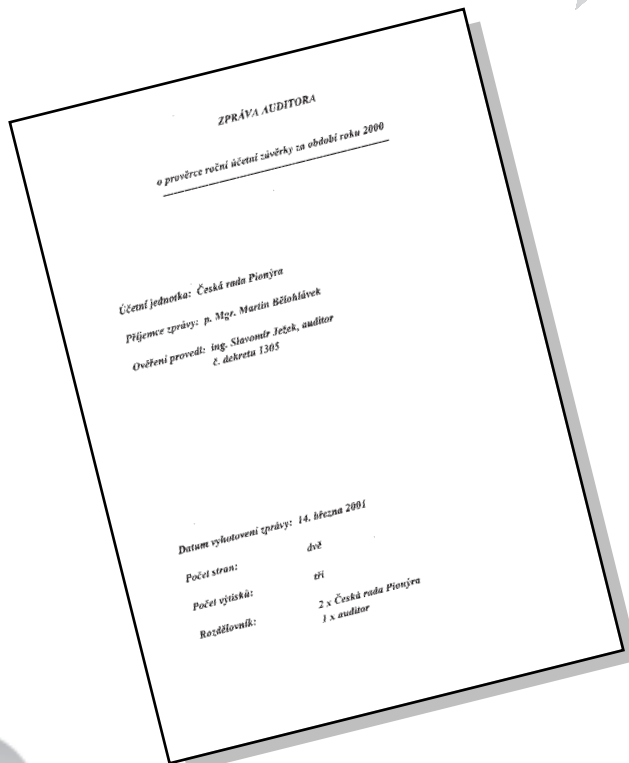 ZPRÁVA AUDITORA
o prověrce roční účetní závěrky za období roku 2000
Účetní jednotka: Česká rada Pionýra
Příjemce zprávy: p. Mgr. Martin Bělohlávek
Ověření provedl: ing. Slavomír Ježek, auditor
č. dekretu 1305
Datum vyhotovení zprávy: 14. března 2001
Počet stran: dvě
Počet výtisků: tři
Rozdělovník: 2 x Česká rada Pionýra
1 x auditor